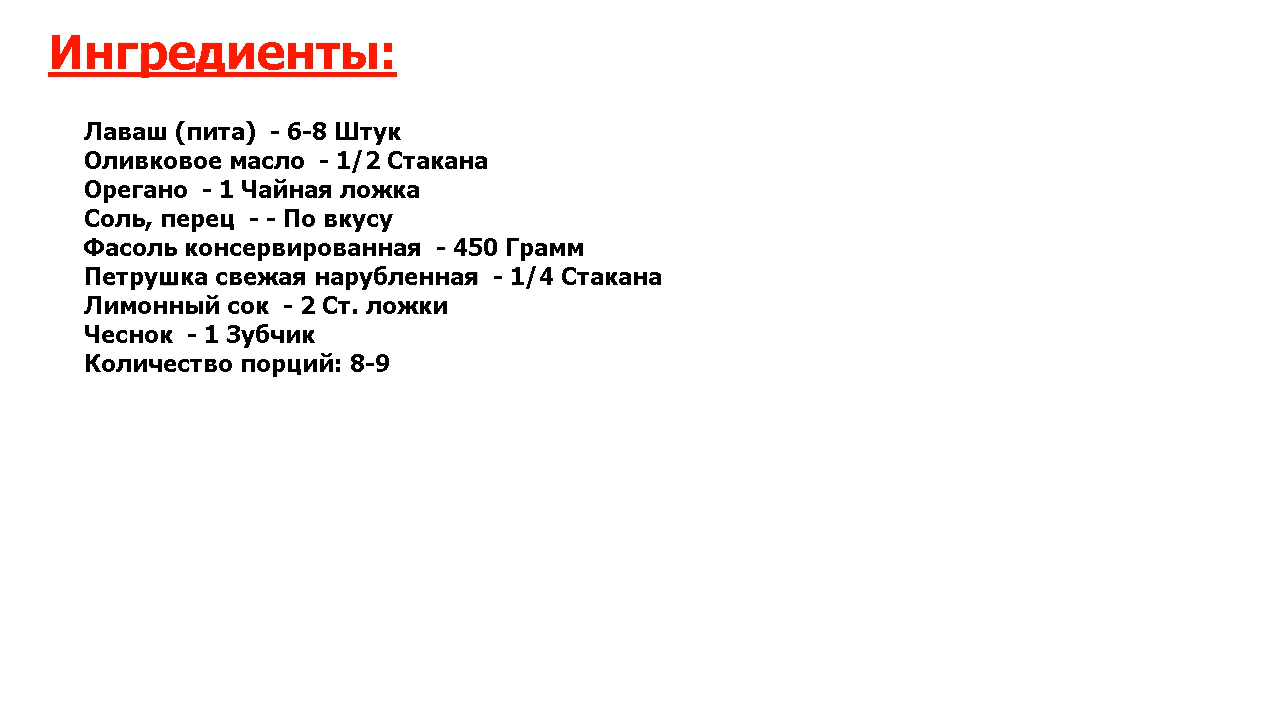 Ингредиенты:
Лаваш (пита)  - 6-8 Штук
Оливковое масло  - 1/2 Стакана
Орегано  - 1 Чайная ложка
Соль, перец  - - По вкусу
Фасоль консервированная  - 450 Грамм
Петрушка свежая нарубленная  - 1/4 Стакана
Лимонный сок  - 2 Ст. ложки
Чеснок  - 1 Зубчик
Количество порций: 8-9